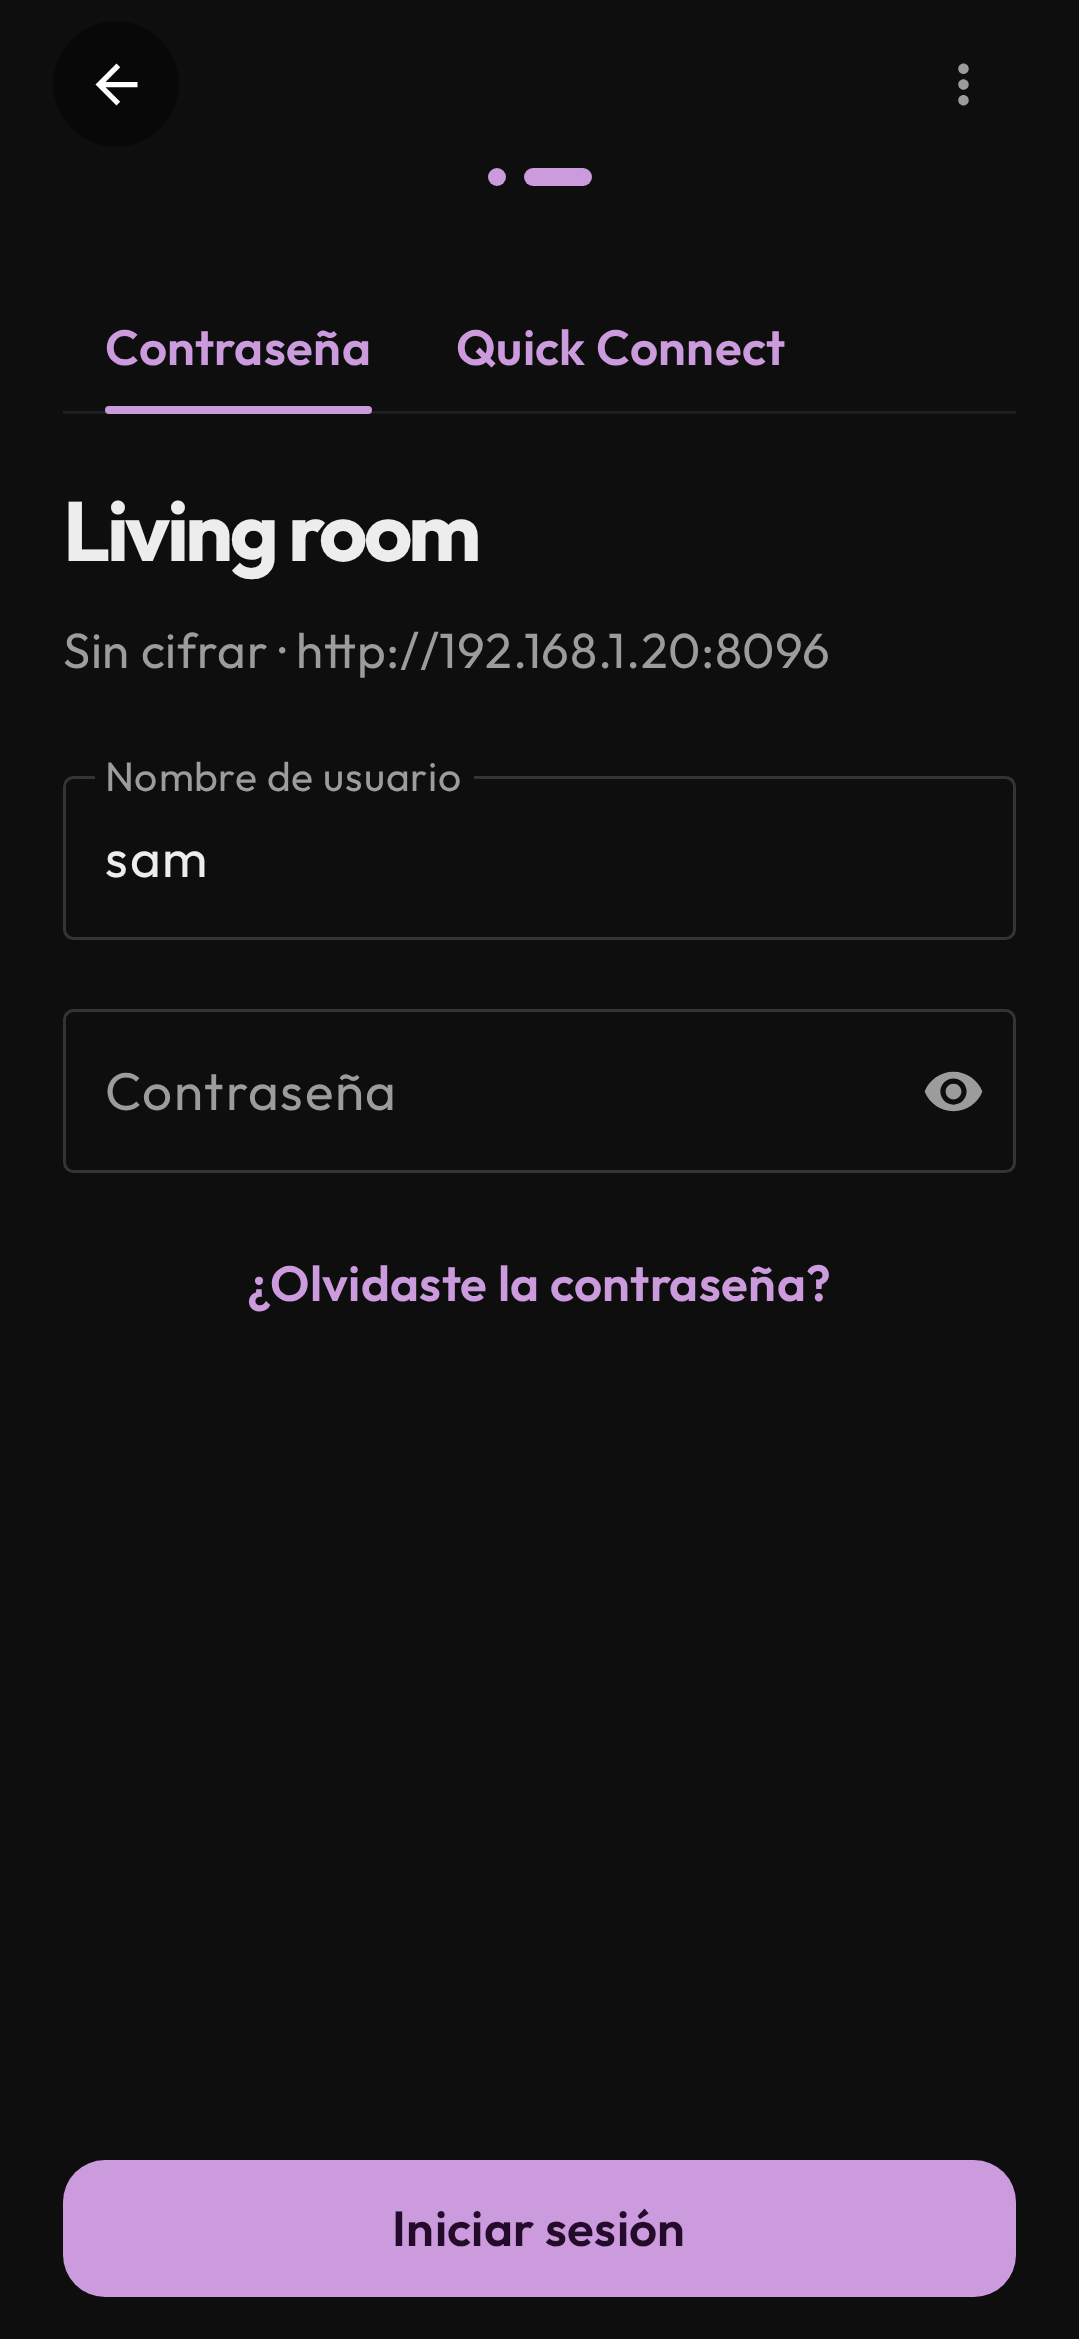 Contraseña
Quick Connect
Living room
Sin cifrar · http://192.168.1.20:8096
Nombre de usuario
sam
Contraseña
¿Olvidaste la contraseña?
Iniciar sesión